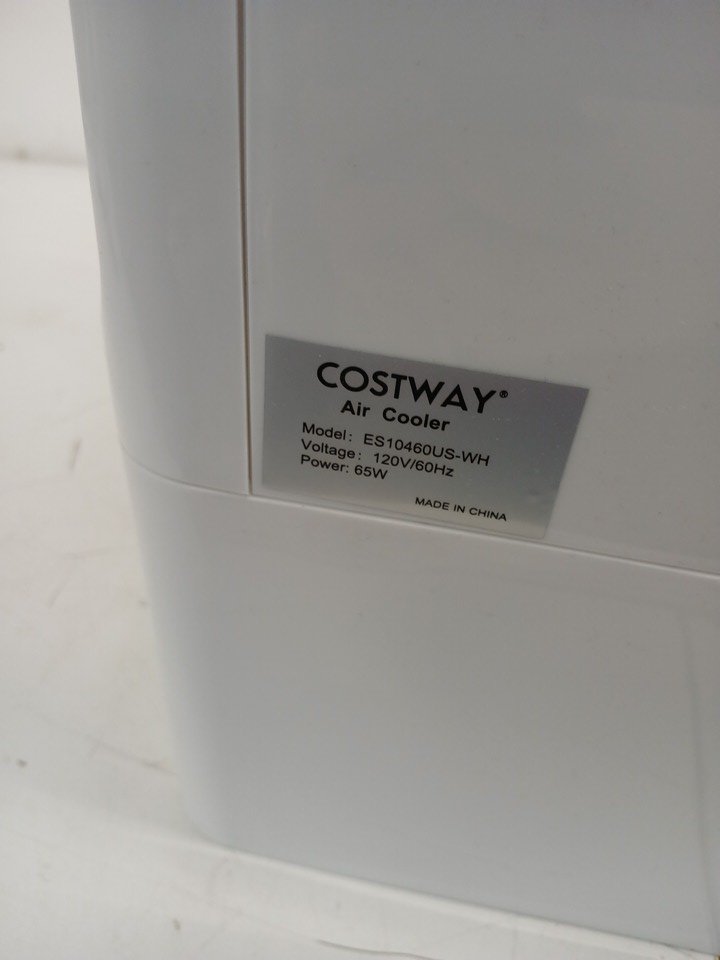 COSTWAY®
Air Cooler
Model: ES10460US-WH
Voltage: 120V/60Hz
Power: 65W
MADE IN CHINA